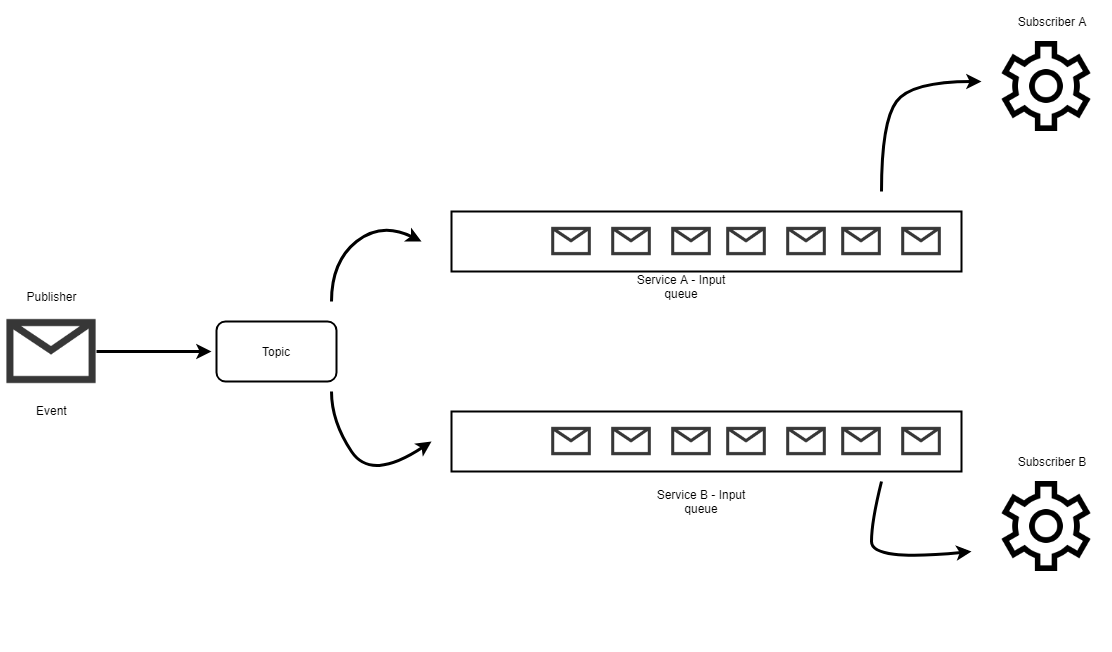 Subscriber A
Service A - Input
queue
Publisher
Topic
Event
Subscriber B
Service B - Input
queue